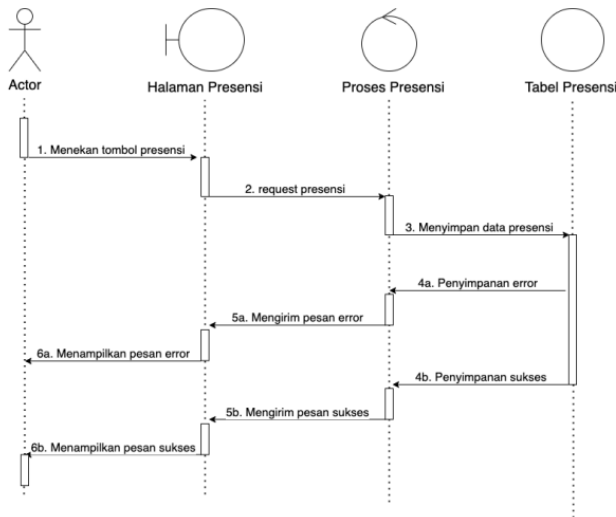 Actor
Halaman Presensi
Proses Presensi
Tabel Presensi
1. Menekan tombol presensi
2. request presensi
3. Menyimpan data presensi
4a. Penyimpanan error
5a. Mengirim pesan error
6a. Menampilkan pesan error
4b. Penyimpanan sukses
5b. Mengirim pesan sukses
6b. Menampilkan pesan sukses